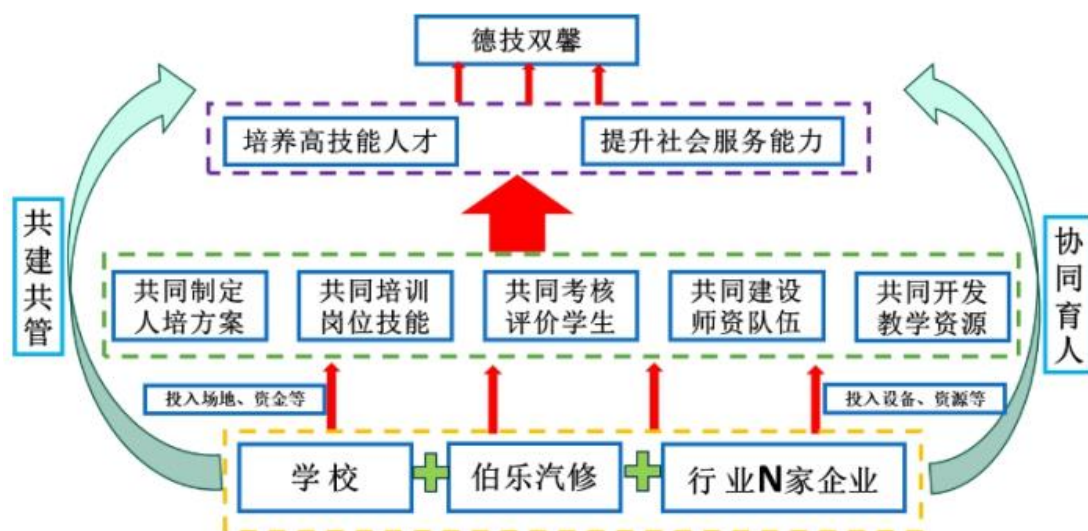 德技双馨
培养高技能人才
提升社会服务能力
共建共管
协同育人
共同制定
人培方案
共同培训
岗位技能
共同考核
评价学生
共同建设
师资队伍
共同开发
教学资源
投入场地、资金等
投入设备、资源等
学校
伯乐汽修
行业N家企业